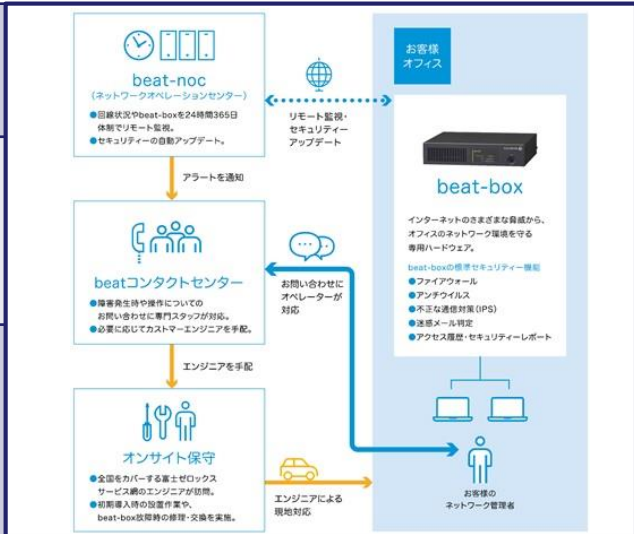 beat-noc
（ネットワークオペレーションセンター）
●回線状況やbeat-boxを24時間365日
体制でリモート監視。
●セキュリティーの自動アップデート。
リモート監視・
セキュリティー
アップデート
お客様
オフィス
beat-box
インターネットのさまざまな脅威から、
オフィスのネットワーク環境を守る
専用ハードウェア。
beat-boxの標準セキュリティー機能
●ファイアウォール
●アンチウイルス
●不正な通信対策（IPS）
●迷惑メール判定
●アクセス履歴・セキュリティーレポート
アラートを通知
beatコンタクトセンター
●障害発生時や操作についての
お問い合わせに専門スタッフが対応。
●必要に応じてカストマーエンジニアを手配。
お問い合わせに
オペレーターが
対応
エンジニアを手配
オンサイト保守
●全国をカバーする富士ゼロックス
サービス網のエンジニアが訪問。
●初期導入時の設置作業や、
beat-box故障時の修理・交換を実施。
エンジニアによる
現地対応
お客様の
ネットワーク管理者